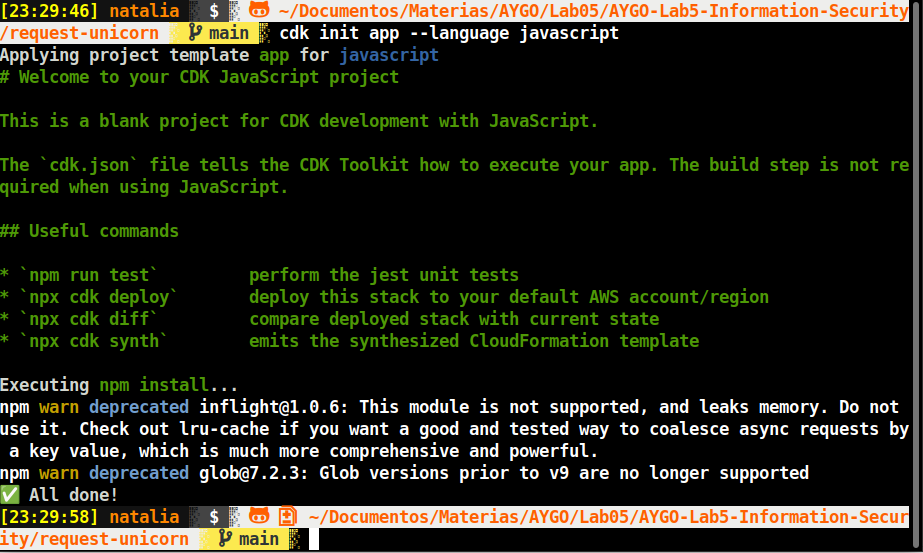 [23:29:46] natalia $ ~/Documentos/Materias/AYGO/Lab05/AYGO-Lab5-Information-Security
/request-unicorn main cdk init app --language javascript
Applying project template app for javascript
# Welcome to your CDK JavaScript project
This is a blank project for CDK development with JavaScript.
The `cdk.json` file tells the CDK Toolkit how to execute your app. The build step is not re
quired when using JavaScript.
## Useful commands
* `npm run test`         perform the jest unit tests
* `npx cdk deploy`       deploy this stack to your default AWS account/region
* `npx cdk diff`         compare deployed stack with current state
* `npx cdk synth`        emits the synthesized CloudFormation template
Executing npm install...
npm warn deprecated inflight@1.0.6: This module is not supported, and leaks memory. Do not
use it. Check out lru-cache if you want a good and tested way to coalesce async requests by
 a key value, which is much more comprehensive and powerful.
npm warn deprecated glob@7.2.3: Glob versions prior to v9 are no longer supported
✅ All done!
[23:29:58] natalia $ ~/Documentos/Materias/AYGO/Lab05/AYGO-Lab5-Information-Secur
ity/request-unicorn main